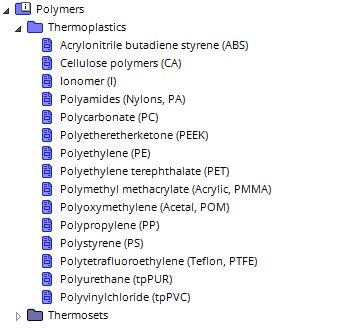 Polymers
Thermoplastics
Acrylonitrile butadiene styrene (ABS)
Cellulose polymers (CA)
Ionomer (I)
Polyamides (Nylons, PA)
Polycarbonate (PC)
Polyetheretherketone (PEEK)
Polyethylene (PE)
Polyethylene terephthalate (PET)
Polymethyl methacrylate (Acrylic, PMMA)
Polyoxymethylene (Acetal, POM)
Polypropylene (PP)
Polystyrene (PS)
Polytetrafluoroethylene (Teflon, PTFE)
Polyurethane (tpPUR)
Polyvinylchloride (tpPVC)
Thermosets